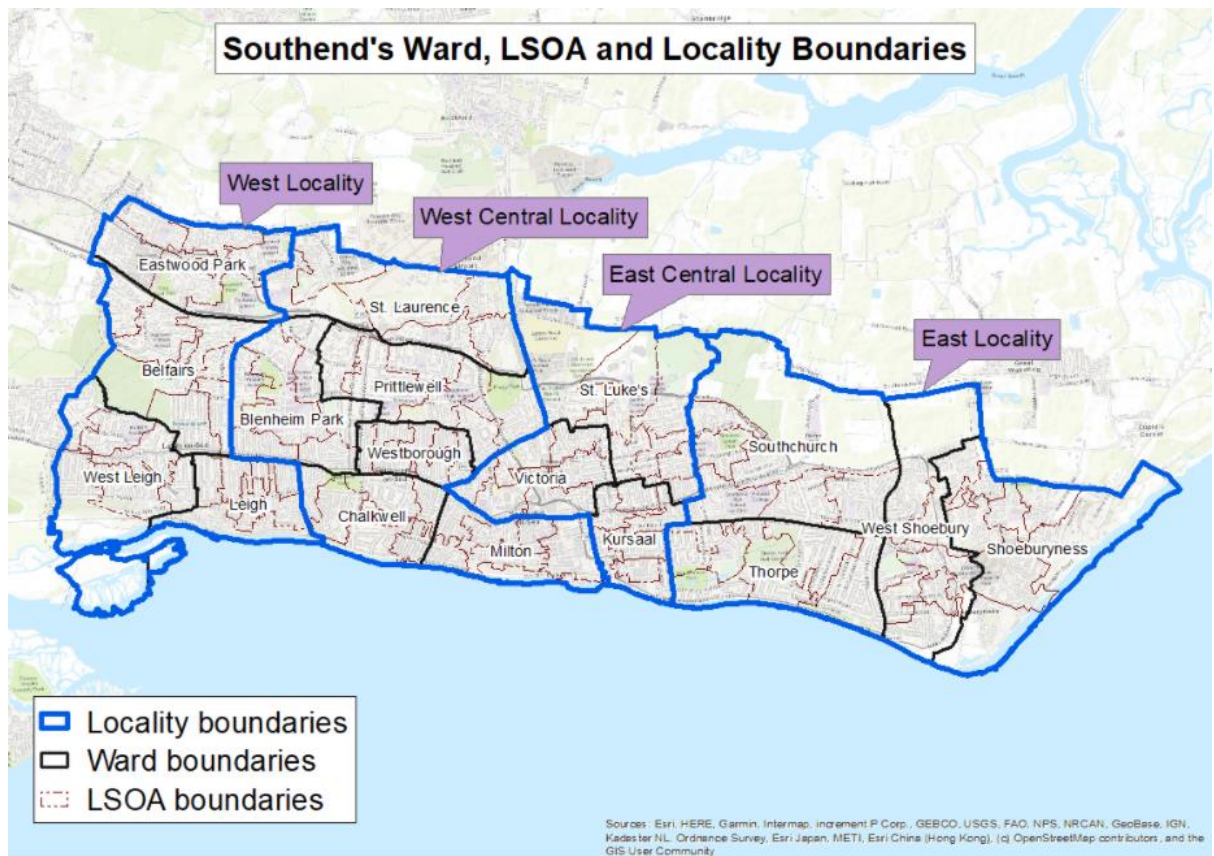 Southend's Ward, LSOA and Locality Boundaries
West Locality
West Central Locality
East Central Locality
East Locality
Eastwood Park
St. Laurence
Belfairs
Prittlewell
St. Luke's
Blenheim Park
Southchurch
Westborough
West Leigh
Victoria
Leigh
Chalkwell
West Shoebury
Milton
Kursaal
Shoeburyness
Thorpe
Locality boundaries
Ward boundaries
LSOA boundaries
Sources: Esri, HERE, Garmin, Intermap, increment P Corp., GEBCO, USGS, FAO, NPS, NRCAN, GeoBase, IGN,
Kadaster NL, Ordnance Survey, Esri Japan, METI, Esri China (Hong Kong), (c) OpenStreetMap contributors, and the
GIS User Community